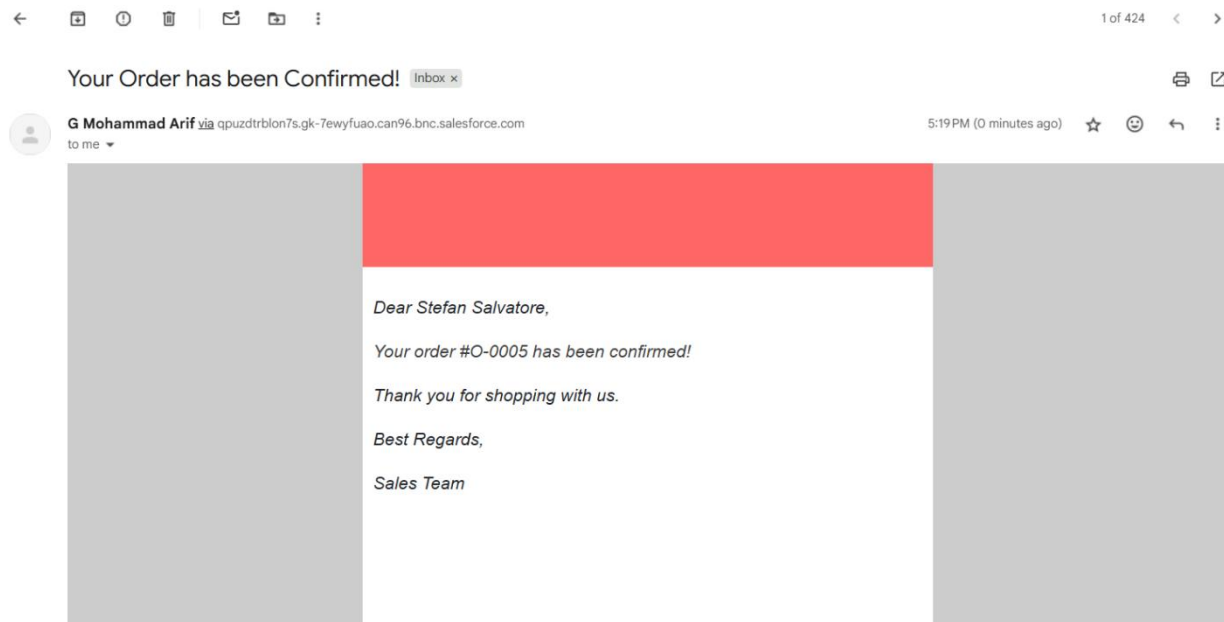 1 of 424
Your Order has been Confirmed! Inbox ×
G Mohammad Arif via qpuzdtrblon7s.gk-7ewyfuao.can96.bnc.salesforce.com 5:19 PM (0 minutes ago)
to me
Dear Stefan Salvatore,
Your order #O-0005 has been confirmed!
Thank you for shopping with us.
Best Regards,
Sales Team